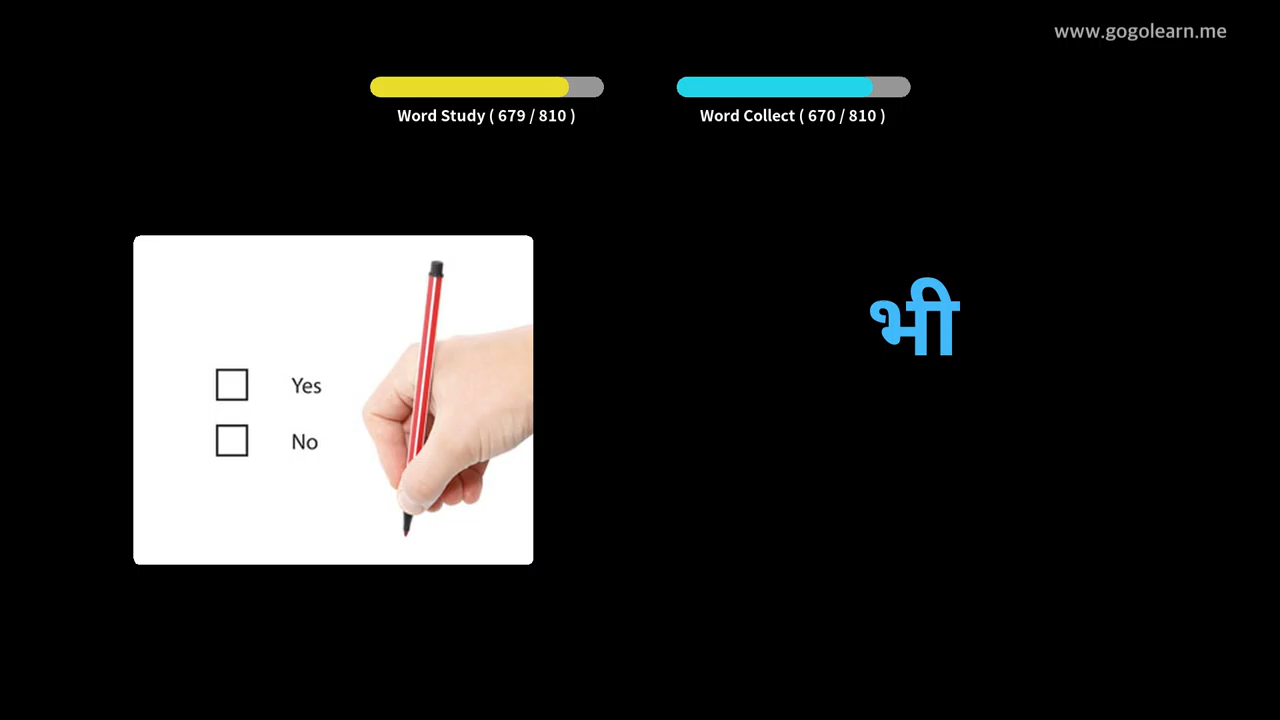 www.gogolearn.me
Word Study ( 679 / 810 )
Word Collect ( 670 / 810 )
भी
Yes
No